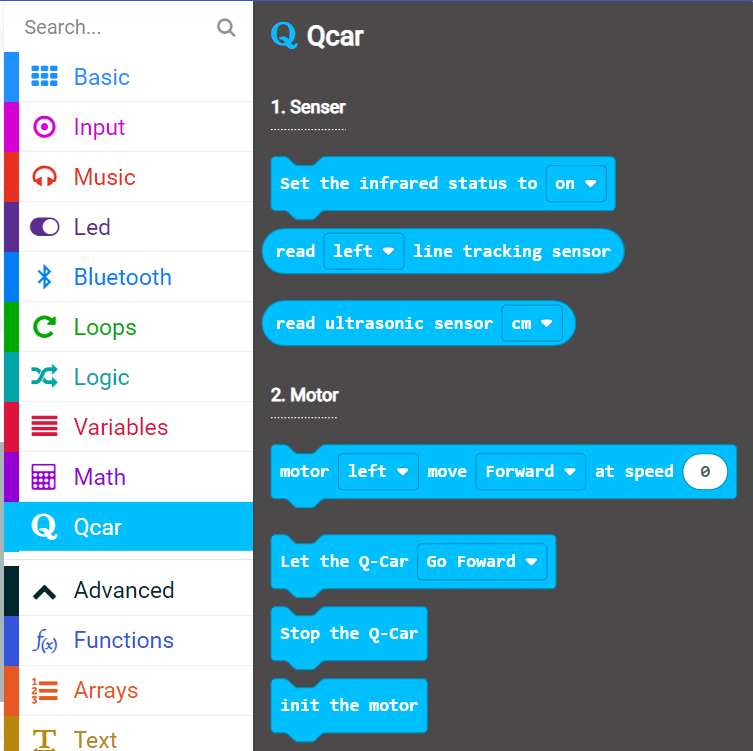 Search...
Basic
Input
Music
Led
Bluetooth
Loops
Logic
Variables
Math
Qcar
Advanced
Functions
Arrays
Text
Qcar
1. Senser
Set the infrared status to on
read left line tracking sensor
read ultrasonic sensor cm
2. Motor
motor left move Forward at speed 0
Let the Q-Car Go Foward
Stop the Q-Car
init the motor